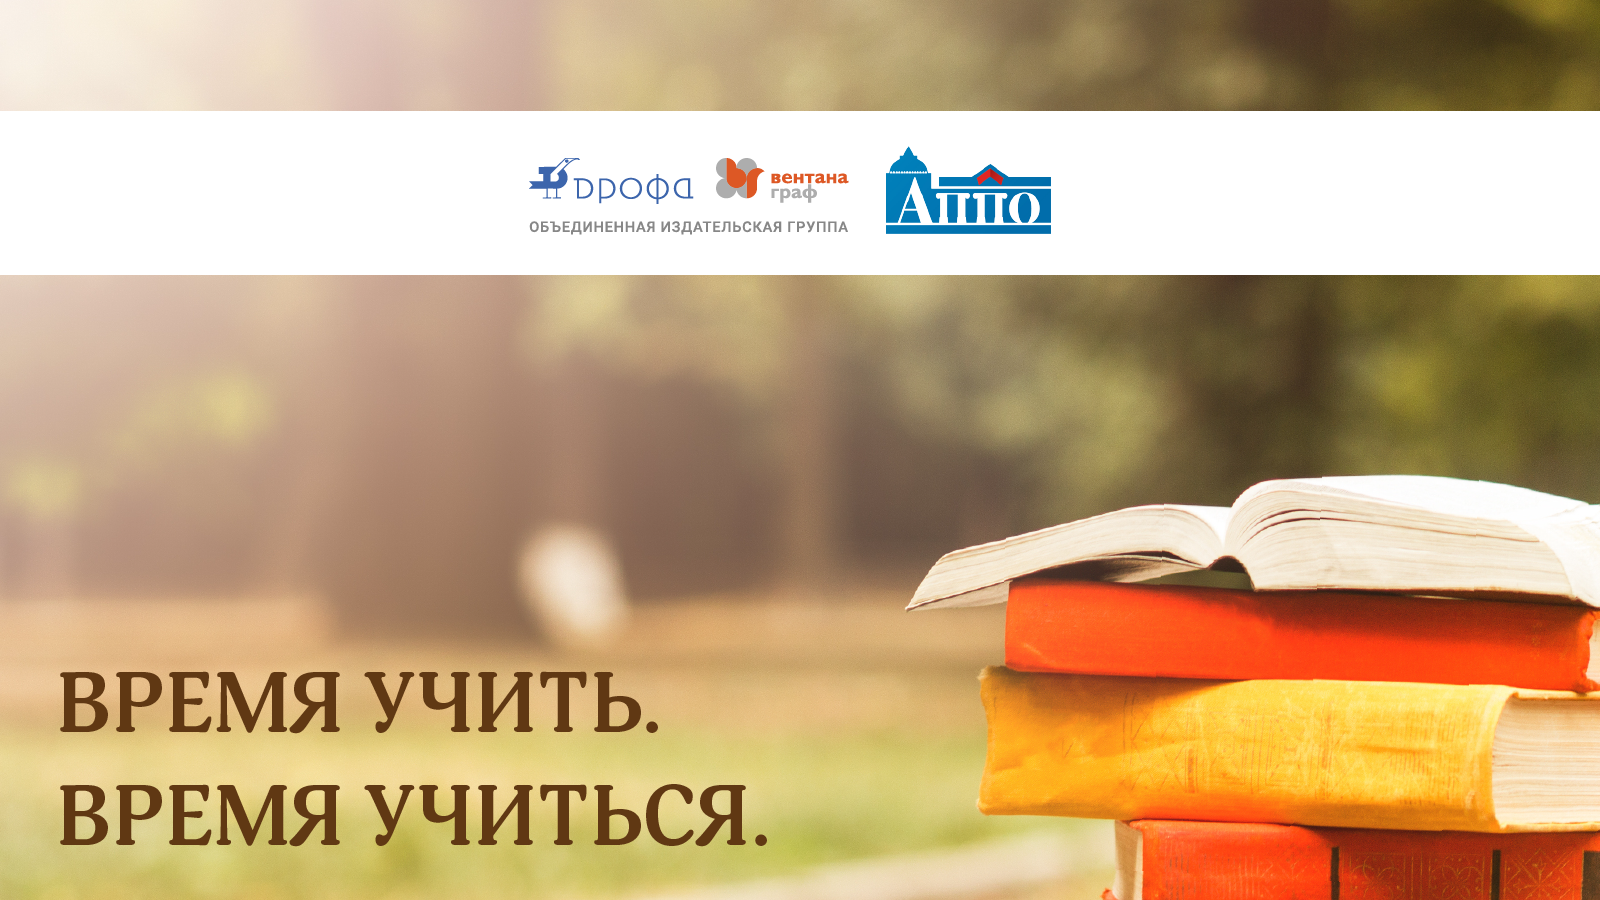 дрофа
вентана
граф
ОБЪЕДИНЕННАЯ ИЗДАТЕЛЬСКАЯ ГРУППА
АППО
ВРЕМЯ УЧИТЬ.
ВРЕМЯ УЧИТЬСЯ.